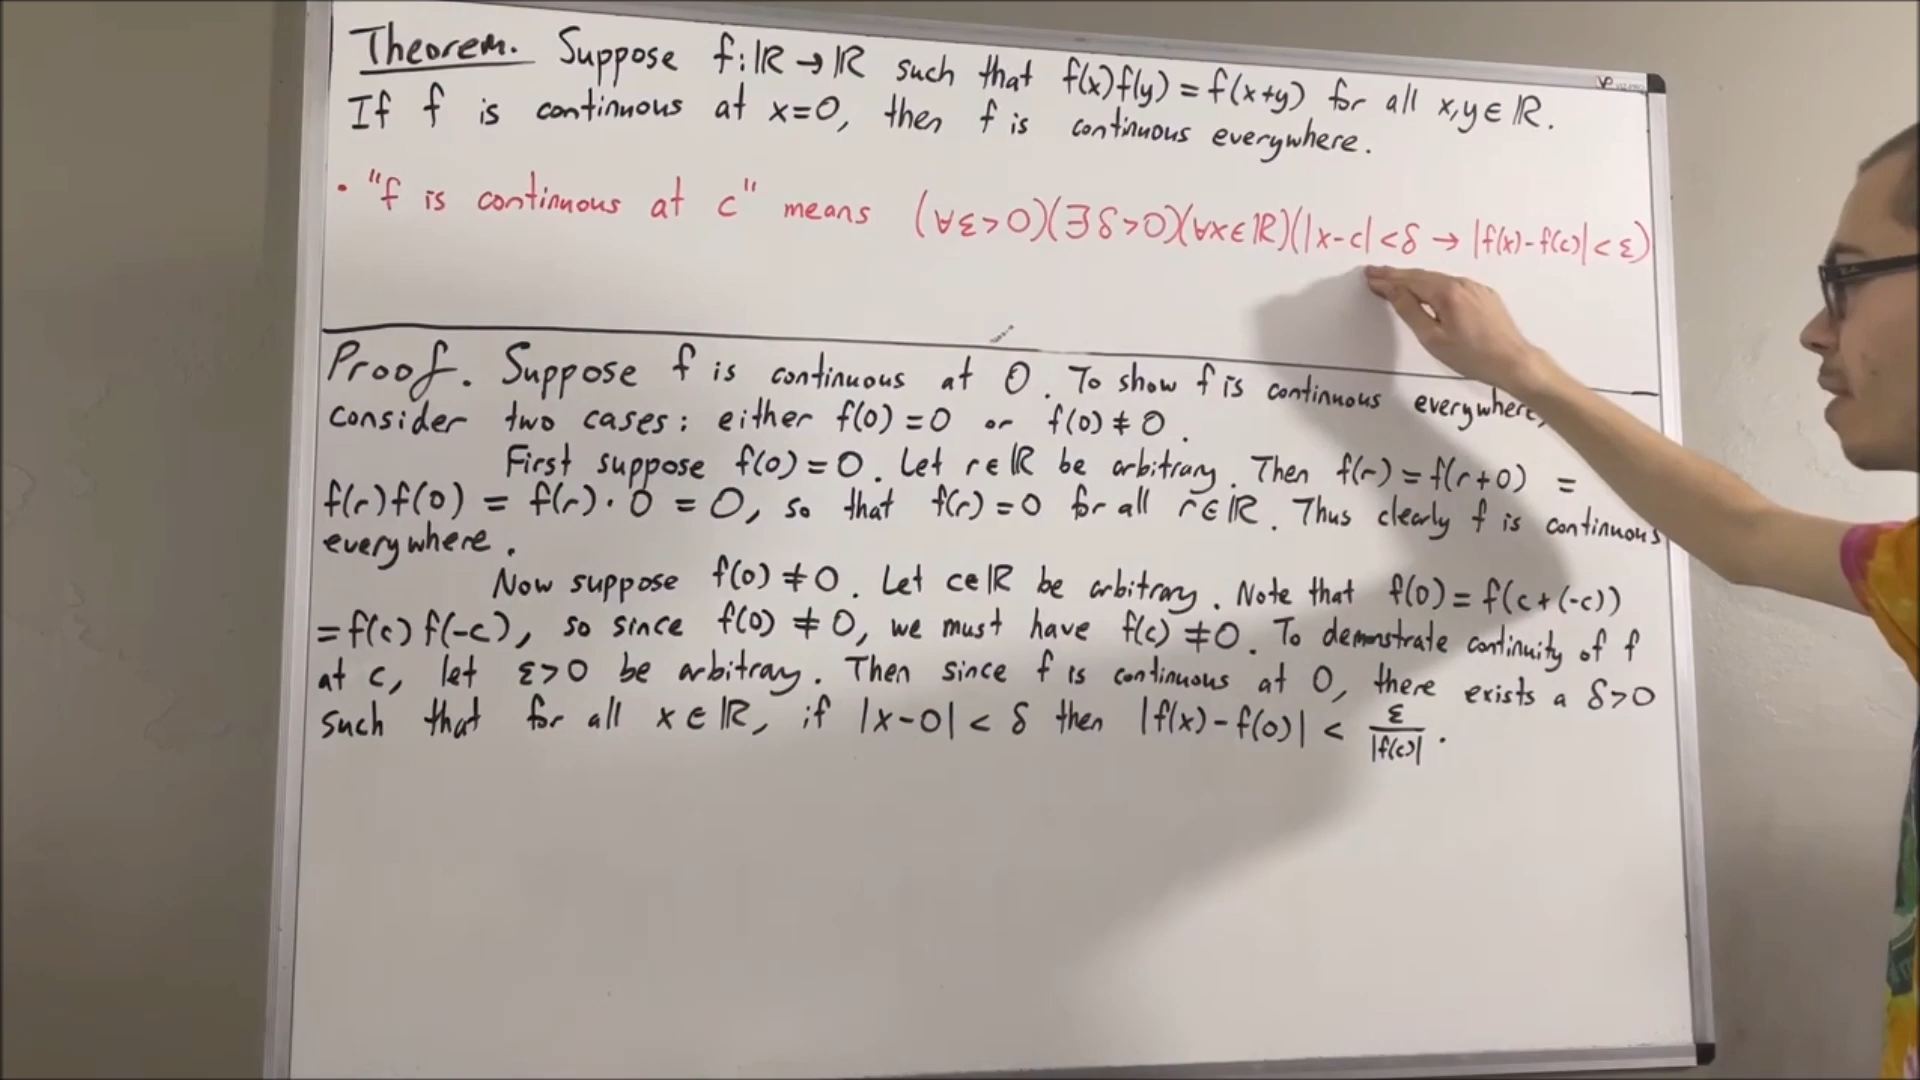 Theorem. Suppose f:ℝ→ℝ such that f(x)f(y) = f(x+y) for all x,y∈ℝ.
If f is continuous at x=0, then f is continuous everywhere.
• "f is continuous at c" means (∀ε>0)(∃δ>0)(∀x∈ℝ)(|x-c|<δ → |f(x)-f(c)|<ε)
Proof. Suppose f is continuous at 0. To show f is continuous everywhere,
consider two cases: either f(0)=0 or f(0)≠0.
First suppose f(0)=0. Let r∈ℝ be arbitrary. Then f(r)=f(r+0) =
f(r)f(0) = f(r)·0 = 0, so that f(r)=0 for all r∈ℝ. Thus clearly f is continuous
everywhere.
Now suppose f(0)≠0. Let c∈ℝ be arbitrary. Note that f(0)=f(c+(-c))
=f(c)f(-c), so since f(0)≠0, we must have f(c)≠0. To demonstrate continuity of f
at c, let ε>0 be arbitray. Then since f is continuous at 0, there exists a δ>0
such that for all x∈ℝ, if |x-0|<δ then |f(x)-f(0)| < ε/|f(c)|.